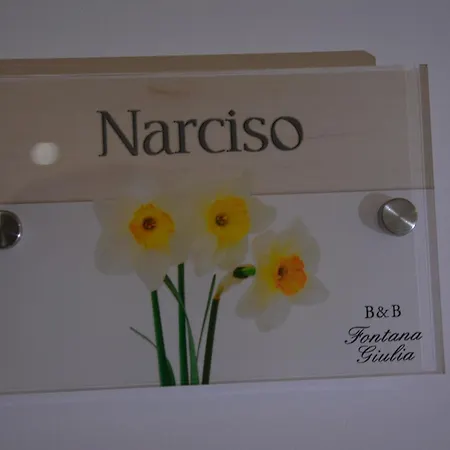 Narciso
B&B
Fontana
Giulia